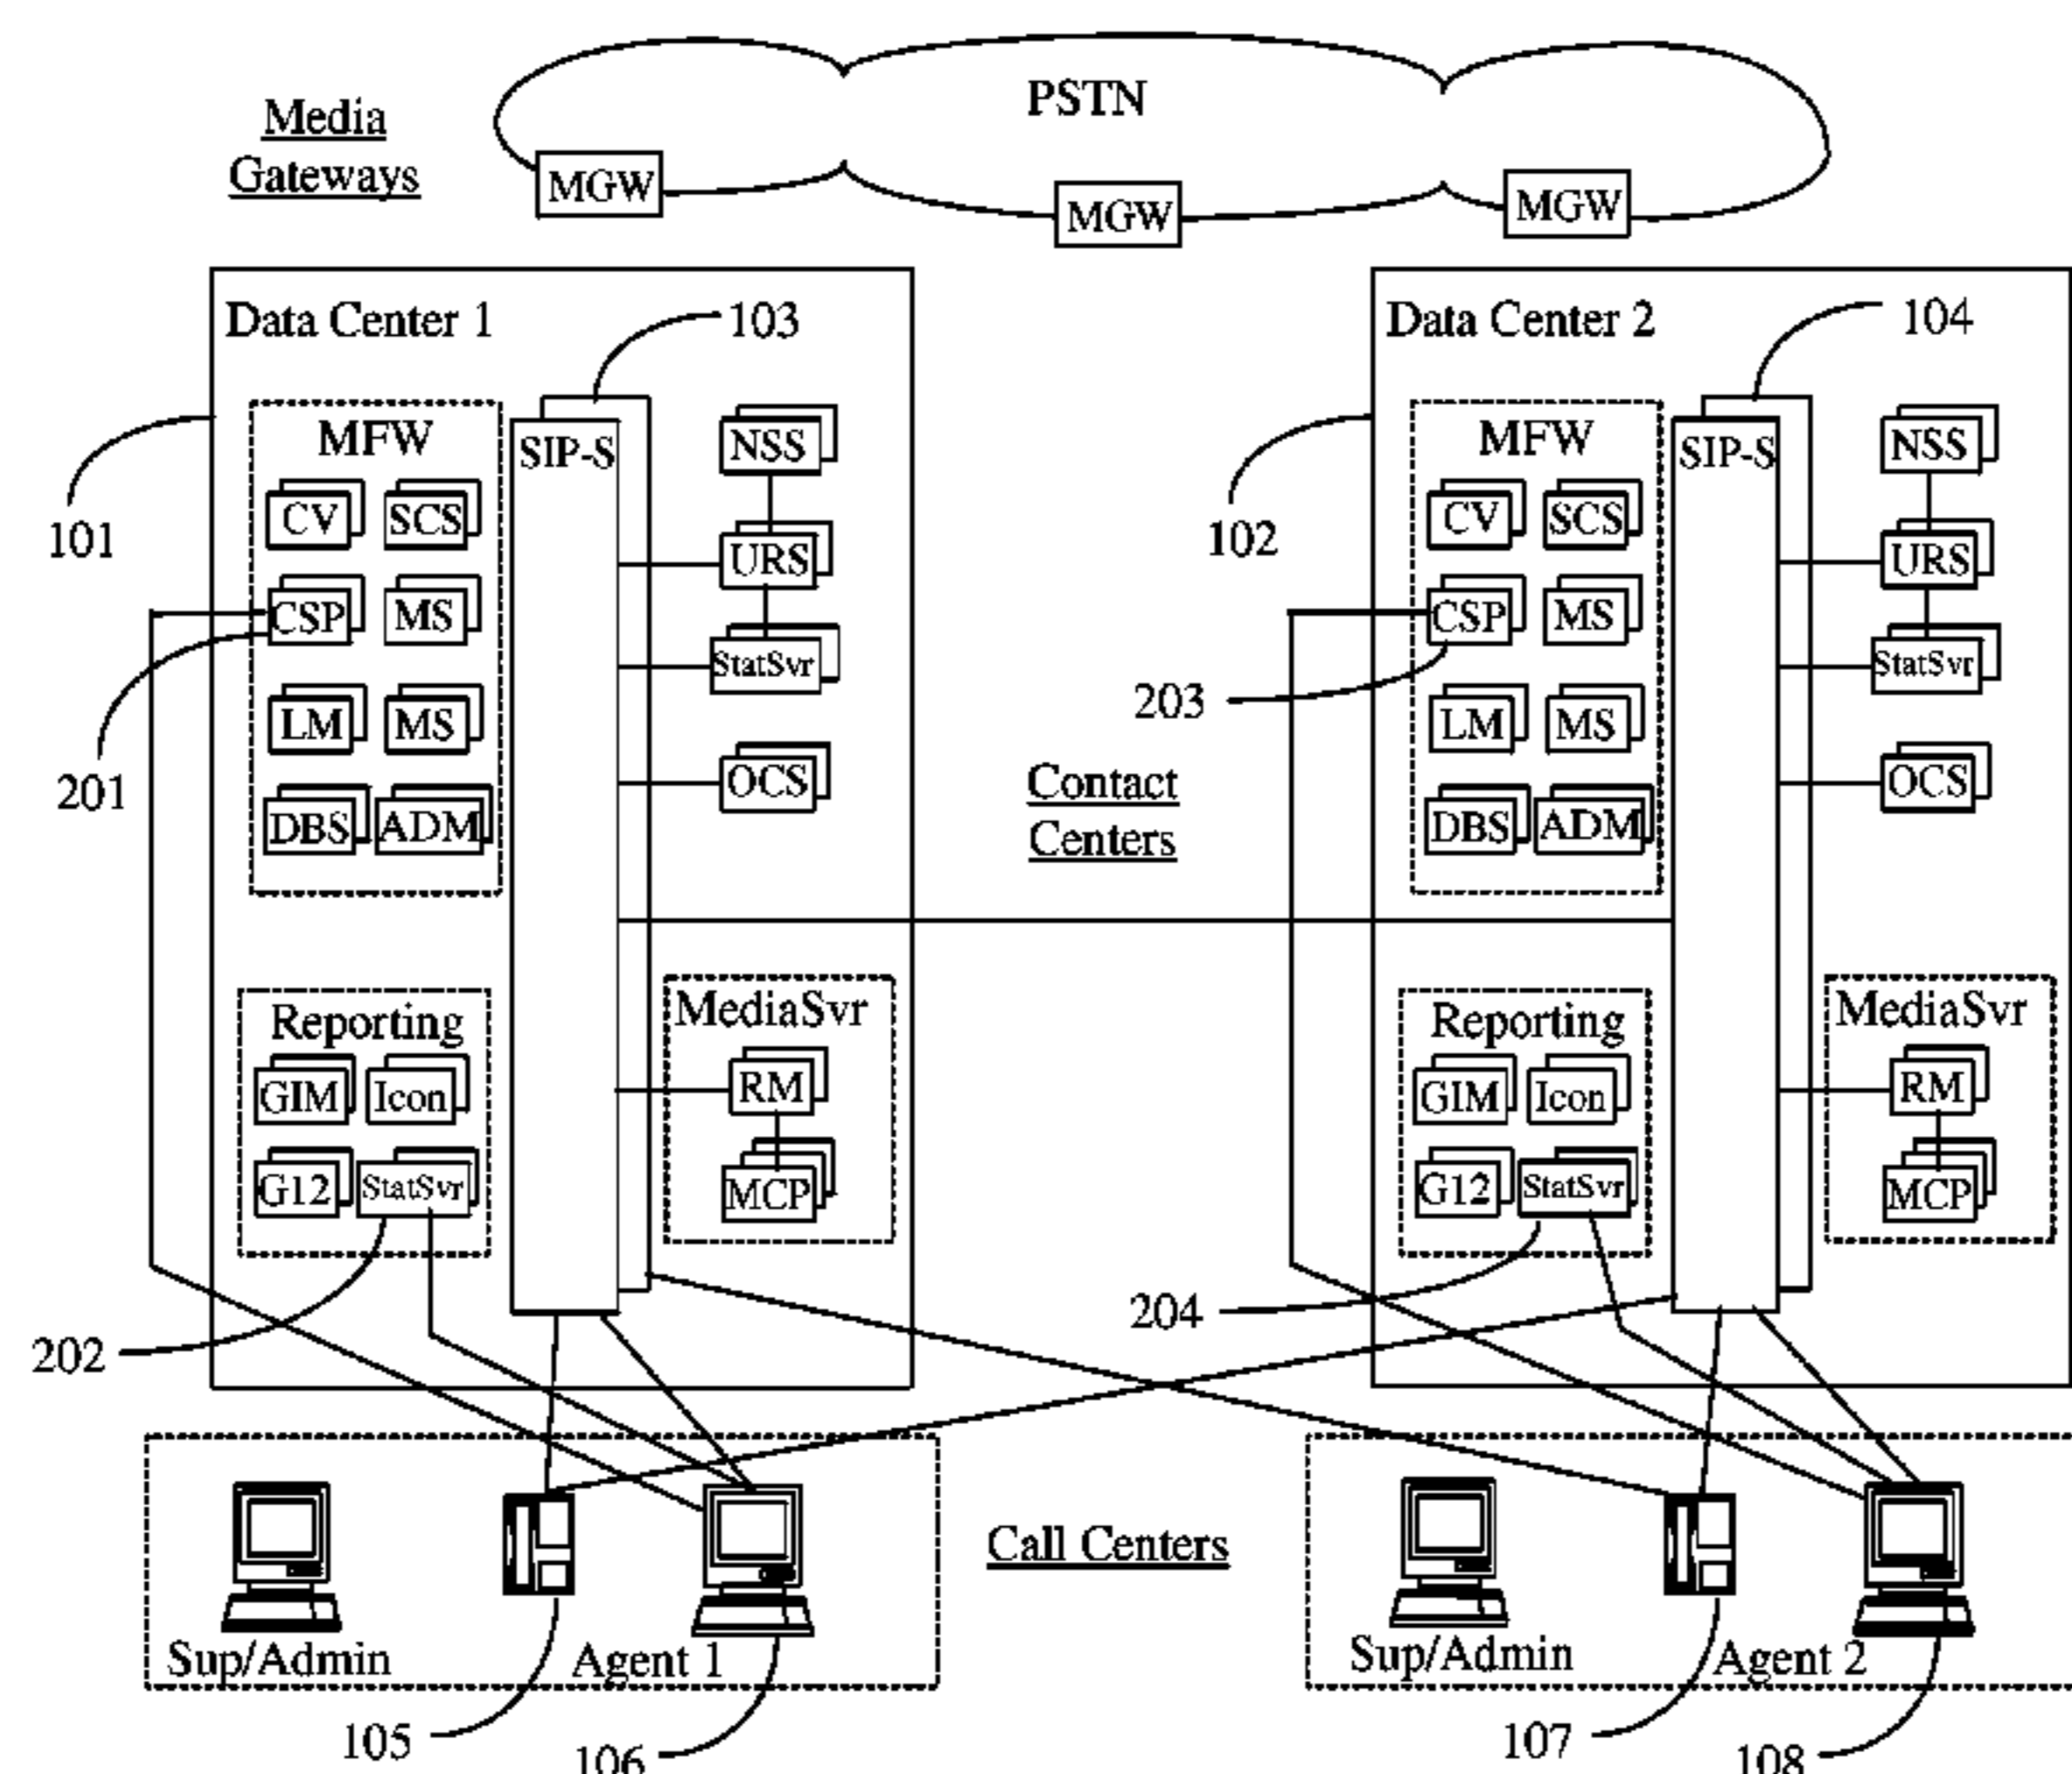 PSTN
Media
Gateways
MGW
MGW
MGW
Data Center 1
103
MFW
SIP-S
NSS
CV
SCS
URS
101
CSP
MS
StatSvr
LM
MS
201
OCS
DBS
ADM
Reporting
MediaSvr
GIM
Icon
RM
G12
StatSvr
MCP
202
Contact
Centers
Data Center 2
104
MFW
SIP-S
NSS
CV
SCS
URS
102
CSP
MS
StatSvr
203
LM
MS
OCS
DBS
ADM
Reporting
MediaSvr
GIM
Icon
RM
G12
StatSvr
MCP
204
Call Centers
Sup/Admin
Agent 1
105
106
Sup/Admin
Agent 2
107
108